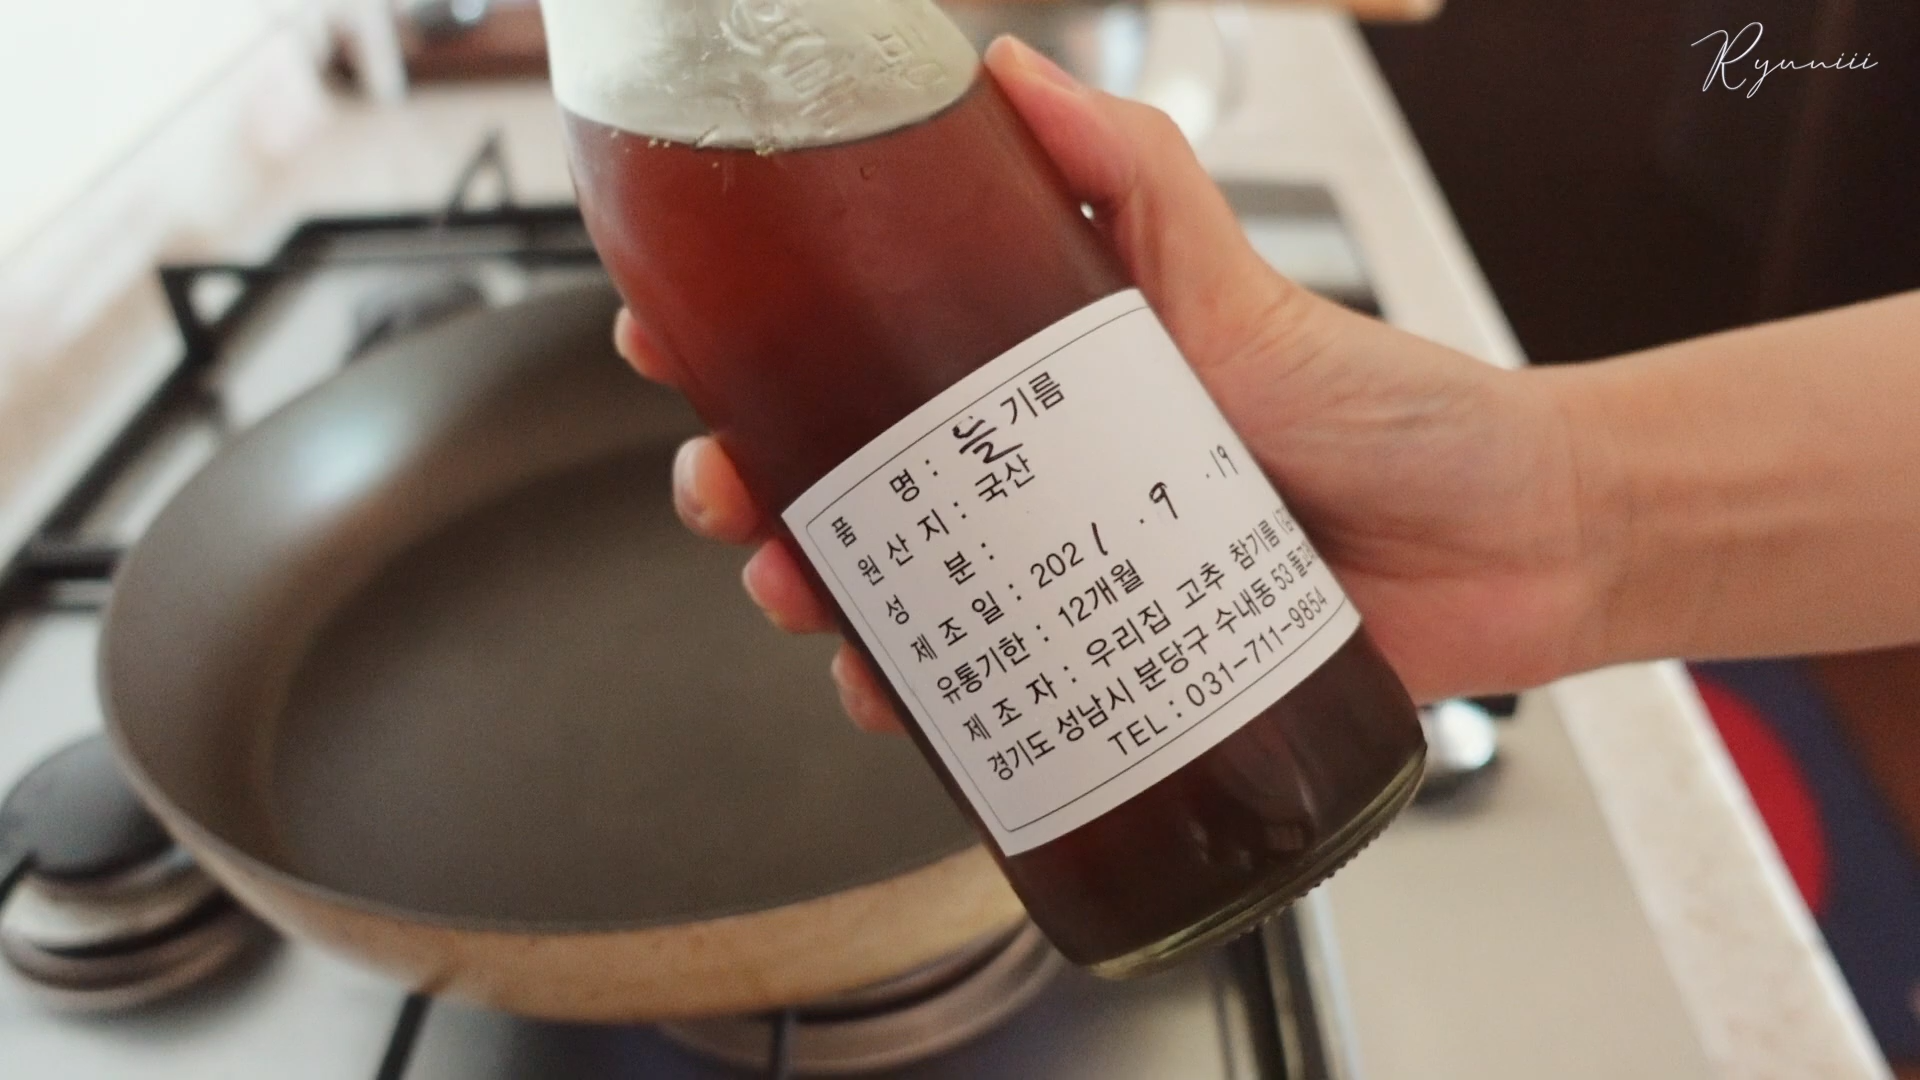 Ryuuiii
품 명 : 들기름
원 산 지 : 국산
성 분 :
제 조 일 : 2021 . 9 . 19
유통기한 : 12개월
제 조 자 : 우리집 고추 참기름
경기도 성남시 분당구 수내동 53
TEL : 031-711-9854